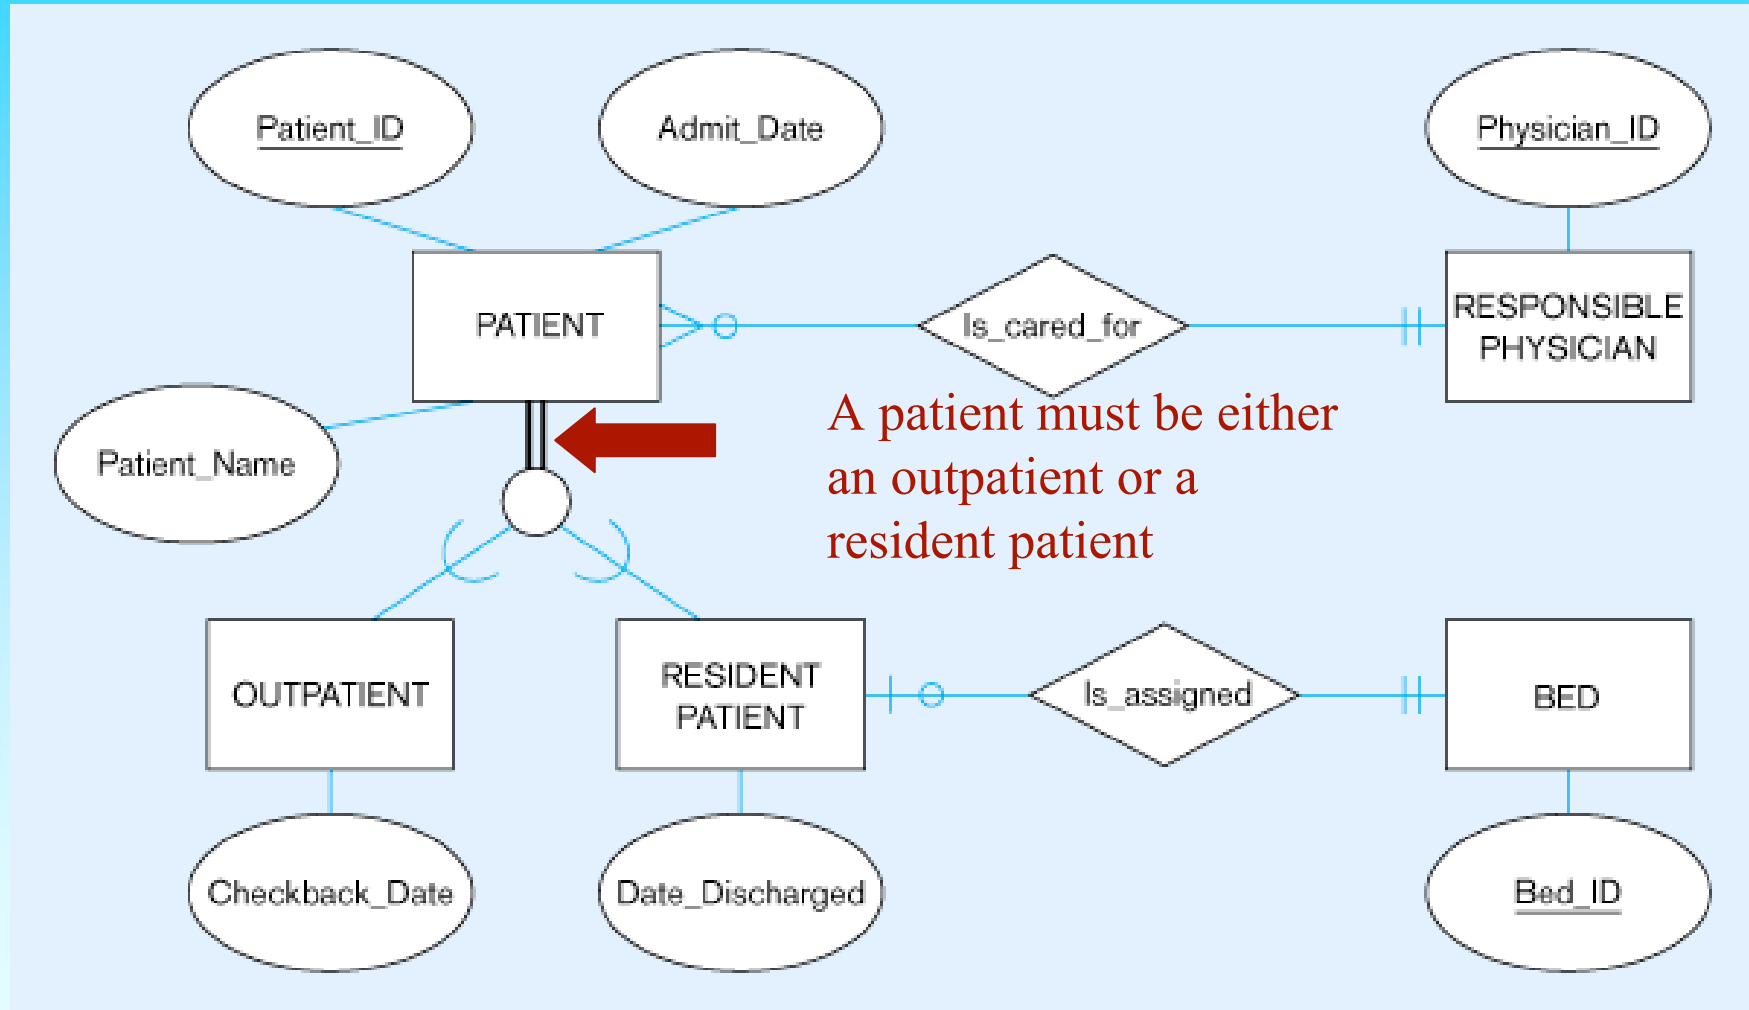 Patient_ID
Admit_Date
Physician_ID
PATIENT
Is_cared_for
RESPONSIBLE
PHYSICIAN
Patient_Name
A patient must be either
an outpatient or a
resident patient
OUTPATIENT
RESIDENT
PATIENT
Is_assigned
BED
Checkback_Date
Date_Discharged
Bed_ID